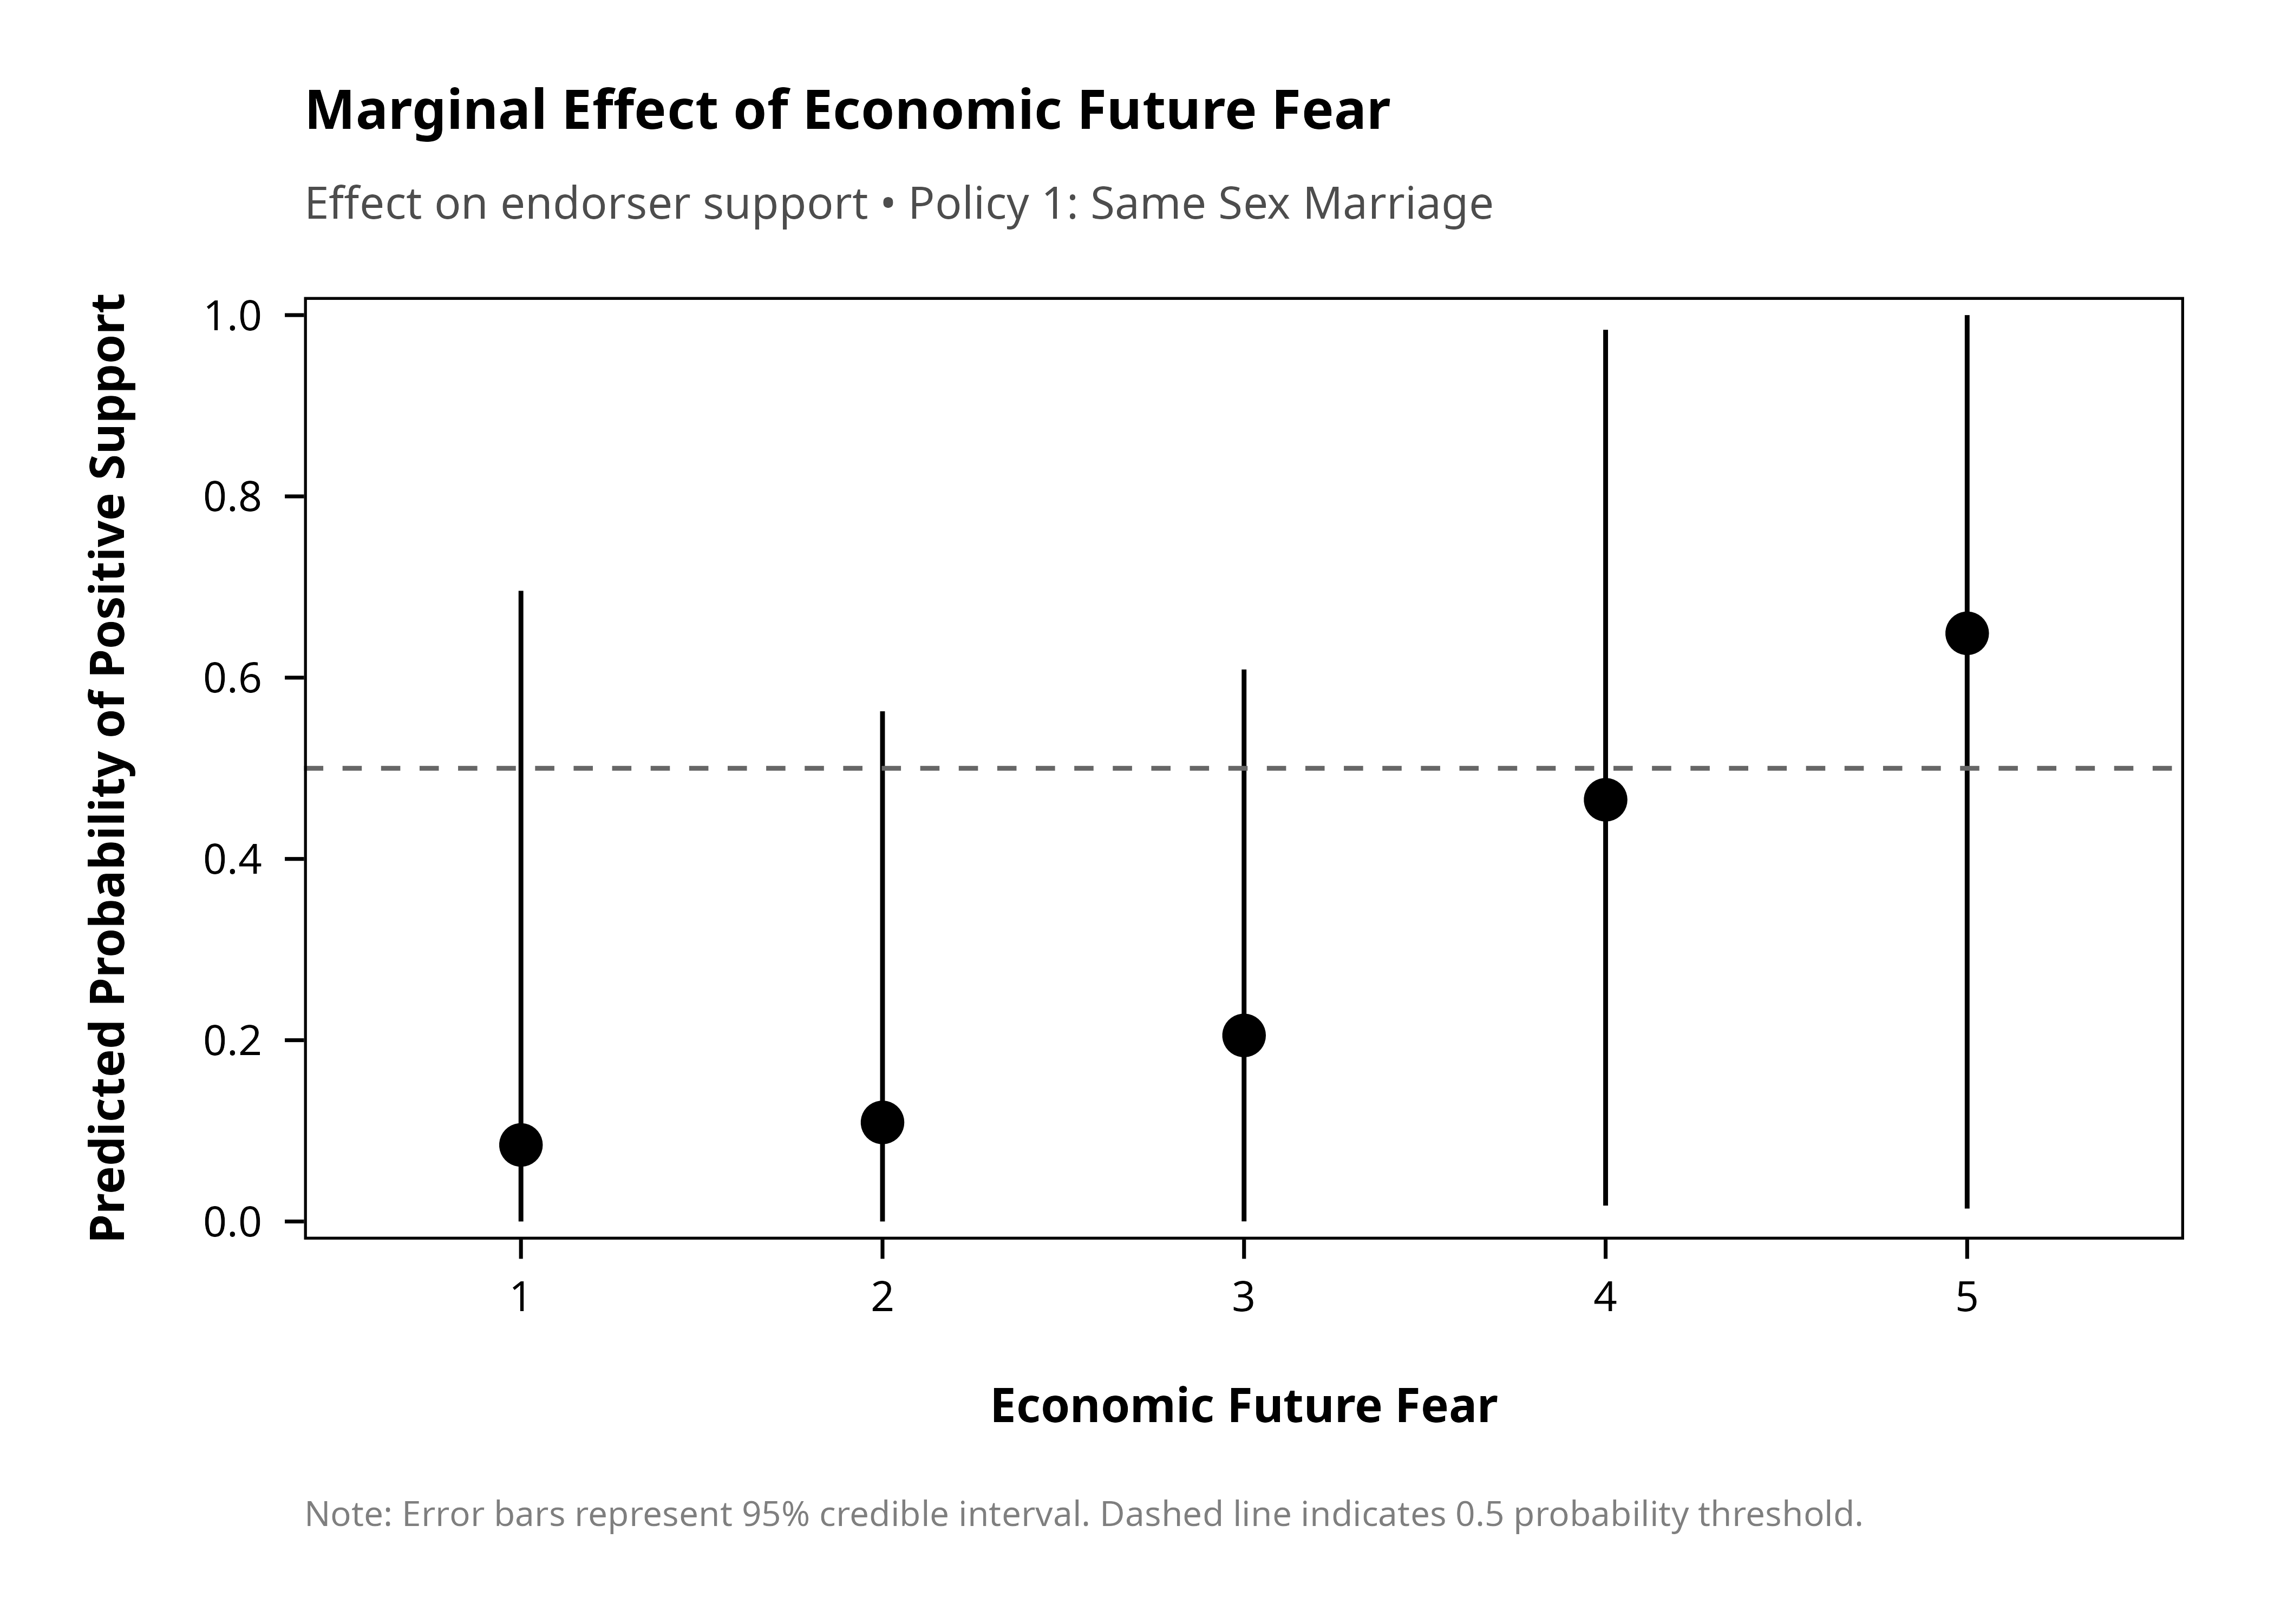 Marginal Effect of Economic Future Fear
Effect on endorser support • Policy 1: Same Sex Marriage
Predicted Probability of Positive Support
1.0
0.8
0.6
0.4
0.2
0.0
1 2 3 4 5
Economic Future Fear
Note: Error bars represent 95% credible interval. Dashed line indicates 0.5 probability threshold.